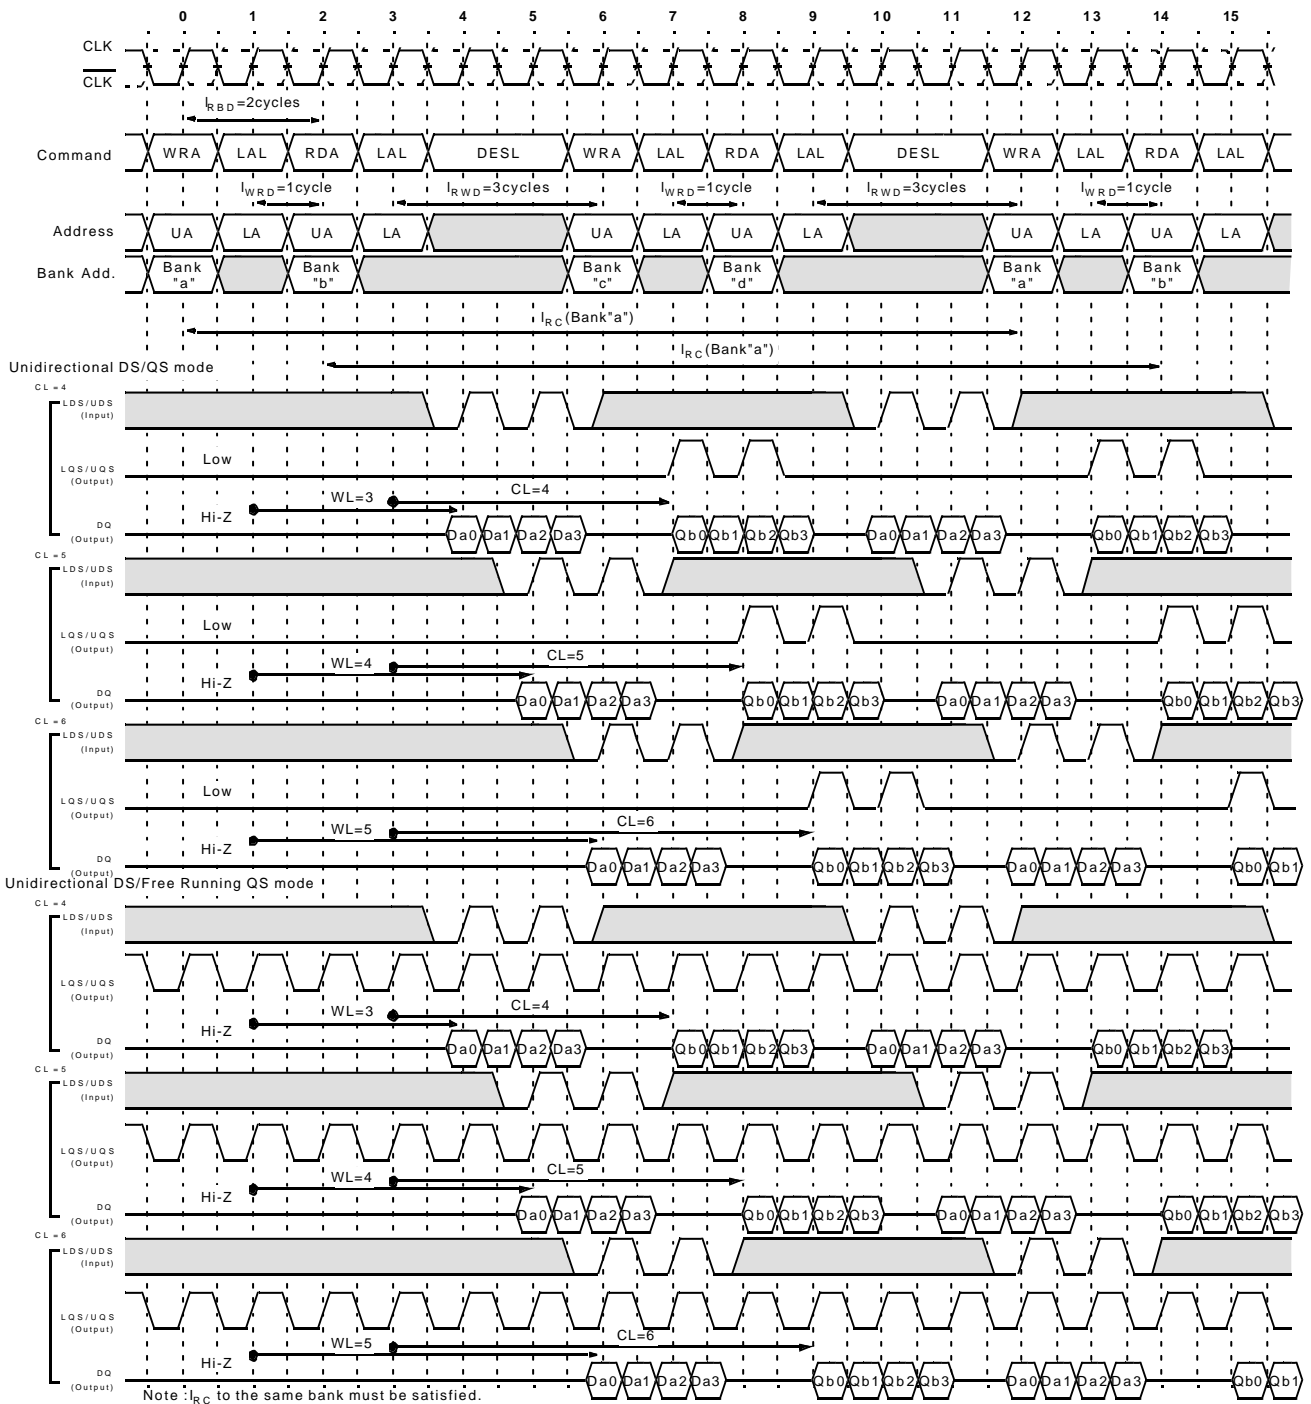 0 1 2 3 4 5 6 7 8 9 10 11 12 13 14 15
CLK
CLK
IRBD=2cycles
Command WRA LAL RDA LAL DESL WRA LAL RDA LAL DESL WRA LAL RDA LAL
IWRD=1cycle IRWD=3cycles IWRD=1cycle IRWD=3cycles IWRD=1cycle
Address UA LA UA LA UA LA UA LA UA LA UA LA
Bank Add. Bank "a" Bank "b" Bank "c" Bank "d" Bank "a" Bank "b"
IRC(Bank"a")
IRC(Bank"a")
Unidirectional DS/QS mode
CL=4
LDS/UDS
(Input)
Low
LQS/UQS
(Output)
WL=3 CL=4
Hi-Z
DQ
(Output)
Da0 Da1 Da2 Da3 Qb0 Qb1 Qb2 Qb3 Da0 Da1 Da2 Da3 Qb0 Qb1 Qb2 Qb3
CL=5
LDS/UDS
(Input)
Low
LQS/UQS
(Output)
WL=4 CL=5
Hi-Z
DQ
(Output)
Da0 Da1 Da2 Da3 Qb0 Qb1 Qb2 Qb3 Da0 Da1 Da2 Da3 Qb0 Qb1 Qb2 Qb3
CL=6
LDS/UDS
(Input)
Low
LQS/UQS
(Output)
WL=5 CL=6
Hi-Z
DQ
(Output)
Da0 Da1 Da2 Da3 Qb0 Qb1 Qb2 Qb3 Da0 Da1 Da2 Da3 Qb0 Qb1
Unidirectional DS/Free Running QS mode
CL=4
LDS/UDS
(Input)
LQS/UQS
(Output)
WL=3 CL=4
Hi-Z
DQ
(Output)
Da0 Da1 Da2 Da3 Qb0 Qb1 Qb2 Qb3 Da0 Da1 Da2 Da3 Qb0 Qb1 Qb2 Qb3
CL=5
LDS/UDS
(Input)
LQS/UQS
(Output)
WL=4 CL=5
Hi-Z
DQ
(Output)
Da0 Da1 Da2 Da3 Qb0 Qb1 Qb2 Qb3 Da0 Da1 Da2 Da3 Qb0 Qb1 Qb2 Qb3
CL=6
LDS/UDS
(Input)
LQS/UQS
(Output)
WL=5 CL=6
Hi-Z
DQ
(Output)
Da0 Da1 Da2 Da3 Qb0 Qb1 Qb2 Qb3 Da0 Da1 Da2 Da3 Qb0 Qb1
Note :IRC to the same bank must be satisfied.